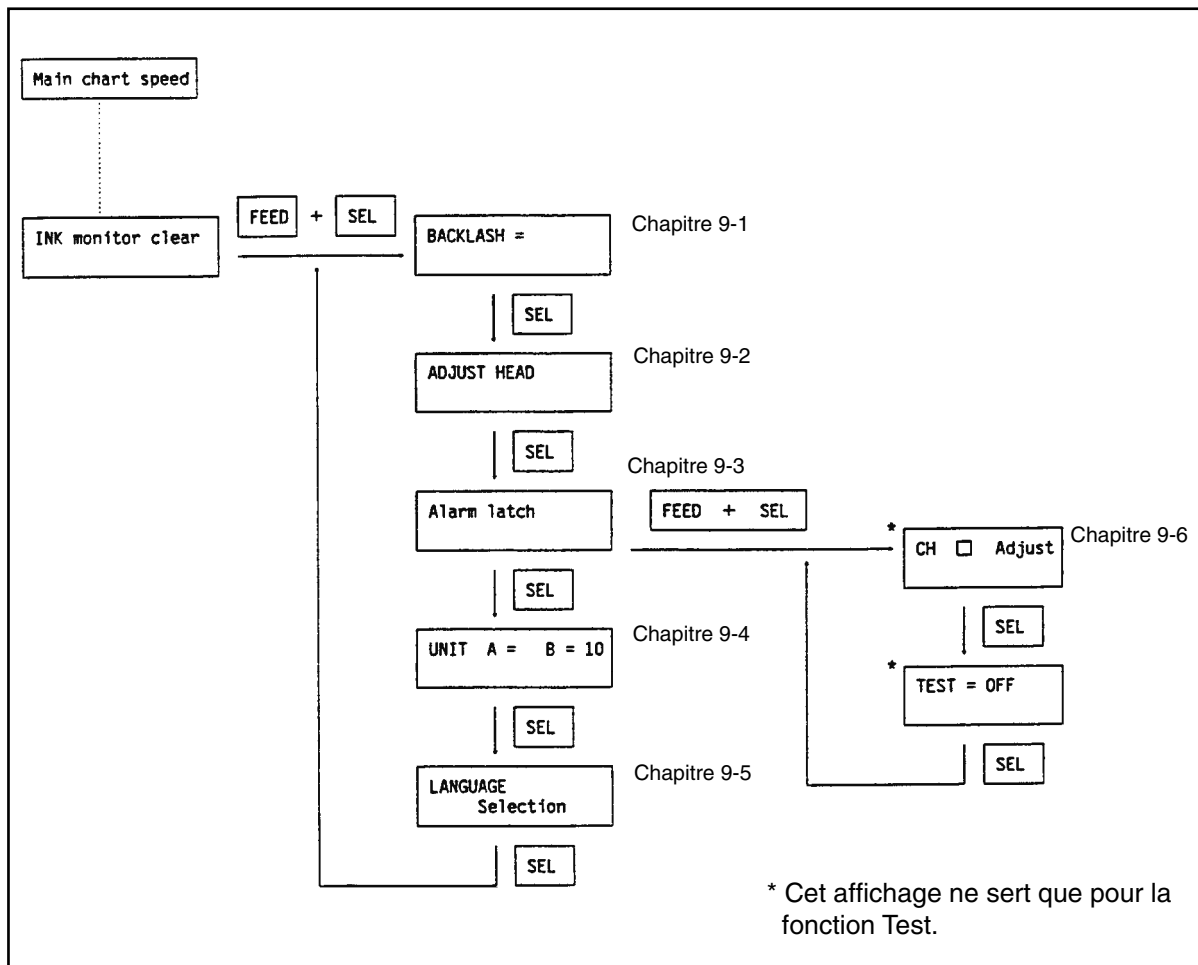 Main chart speed
INK monitor clear
FEED + SEL
BACKLASH =
Chapitre 9-1
SEL
ADJUST HEAD
Chapitre 9-2
SEL
Alarm latch
Chapitre 9-3
FEED + SEL
* CH □ Adjust
Chapitre 9-6
SEL
UNIT A = B = 10
Chapitre 9-4
SEL
* TEST = OFF
SEL
SEL
LANGUAGE
Selection
Chapitre 9-5
SEL
* Cet affichage ne sert que pour la
fonction Test.